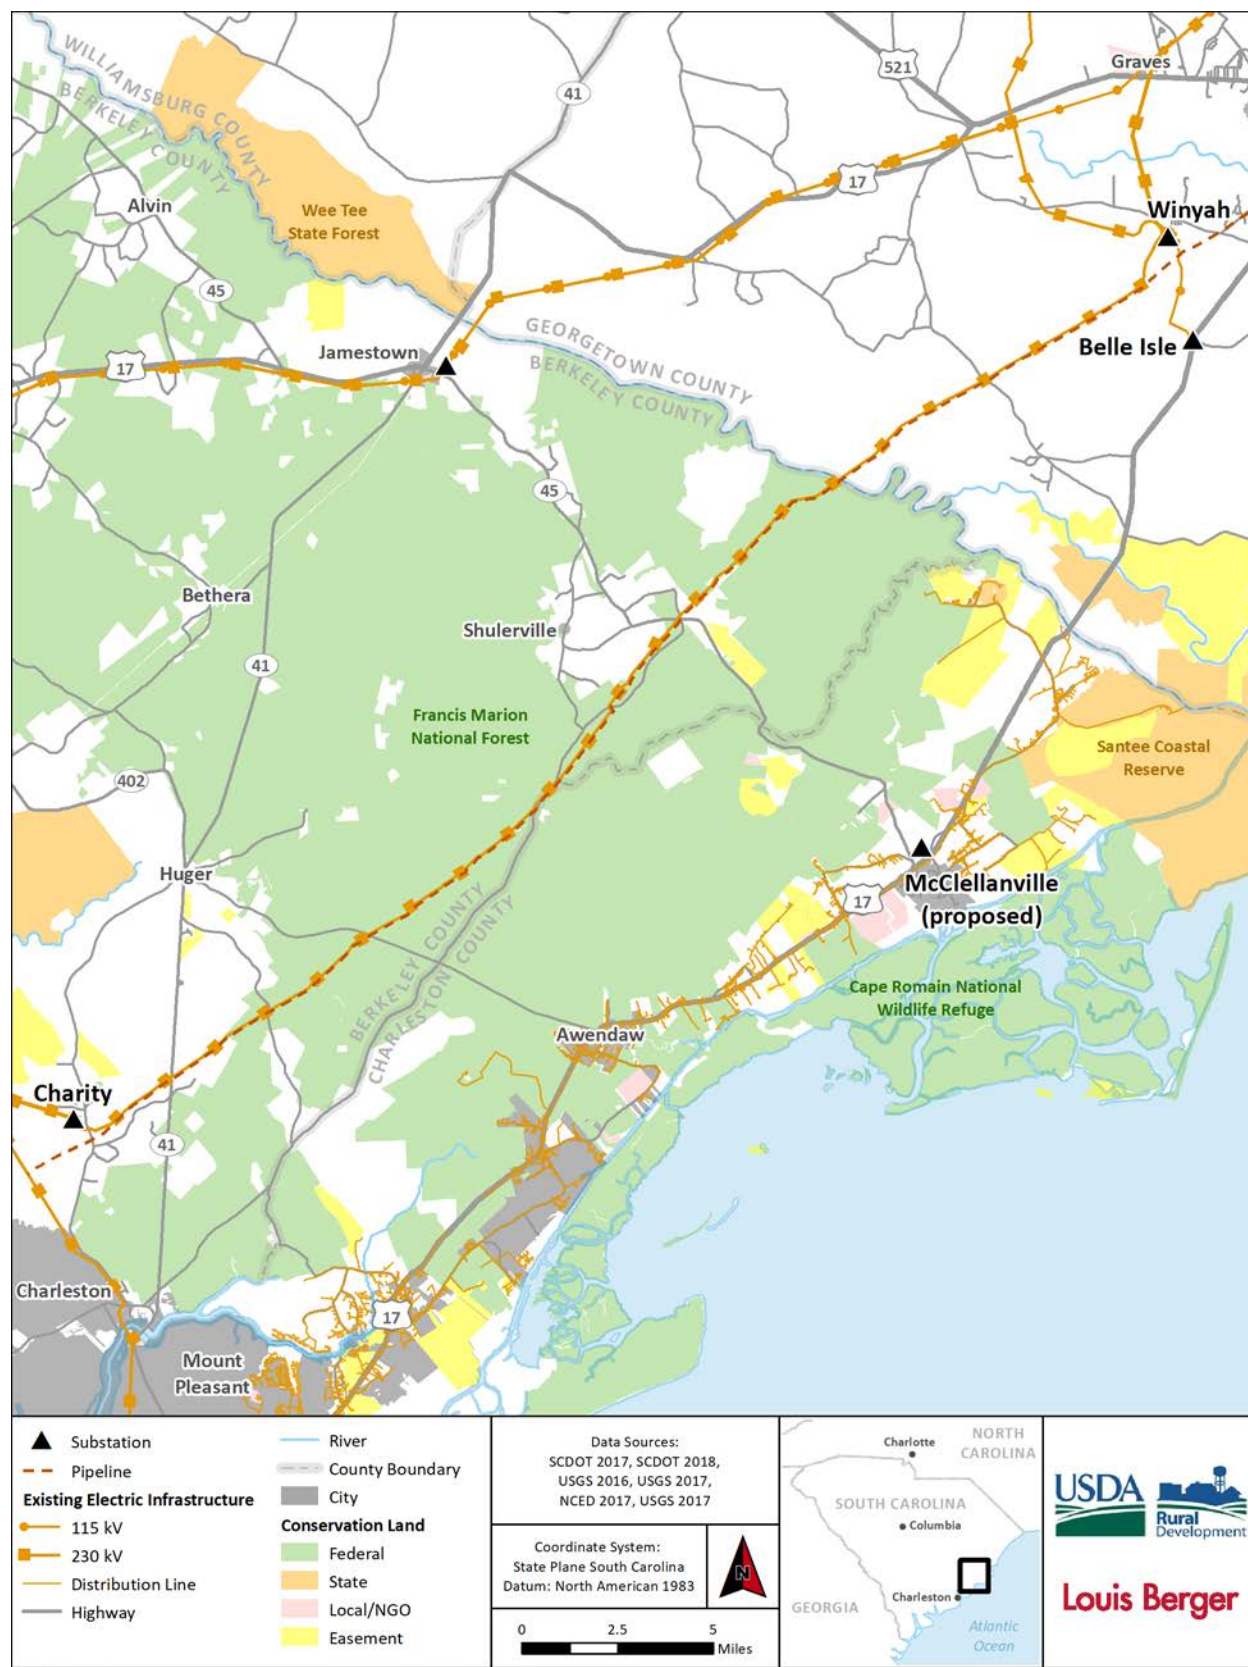 WILLIAMSBURG COUNTY
BERKELEY COUNTY
41
521
Graves
17
Alvin
Wee Tee
State Forest
Winyah
45
GEORGETOWN COUNTY
BERKELEY COUNTY
Jamestown
17
Belle Isle
45
Bethera
Shulerville
41
Francis Marion
National Forest
Santee Coastal
Reserve
402
Huger
McClellanville
(proposed)
17
BERKELEY COUNTY
CHARLESTON COUNTY
Cape Romain National
Wildlife Refuge
Awendaw
Charity
41
Charleston
17
Mount
Pleasant
Substation
Pipeline
Existing Electric Infrastructure
115 kV
230 kV
Distribution Line
Highway
River
County Boundary
City
Conservation Land
Federal
State
Local/NGO
Easement
Data Sources:
SCDOT 2017, SCDOT 2018,
USGS 2016, USGS 2017,
NCED 2017, USGS 2017
Coordinate System:
State Plane South Carolina
Datum: North American 1983
N
0 2.5 5
Miles
Charlotte
NORTH
CAROLINA
SOUTH CAROLINA
Columbia
Charleston
GEORGIA
Atlantic
Ocean
USDA
Rural
Development
Louis Berger